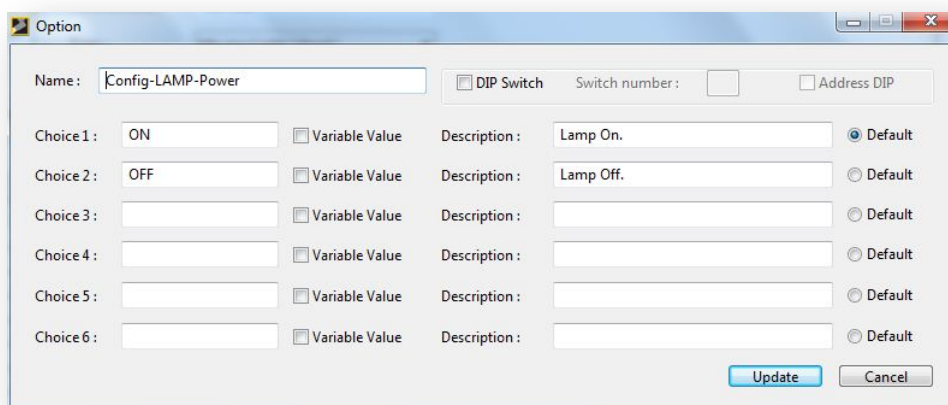 Option
Name : Config-LAMP-Power DIP Switch Switch number : Address DIP
Choice 1 : ON Variable Value Description : Lamp On. Default
Choice 2 : OFF Variable Value Description : Lamp Off. Default
Choice 3 : Variable Value Description : Default
Choice 4 : Variable Value Description : Default
Choice 5 : Variable Value Description : Default
Choice 6 : Variable Value Description : Default
Update Cancel